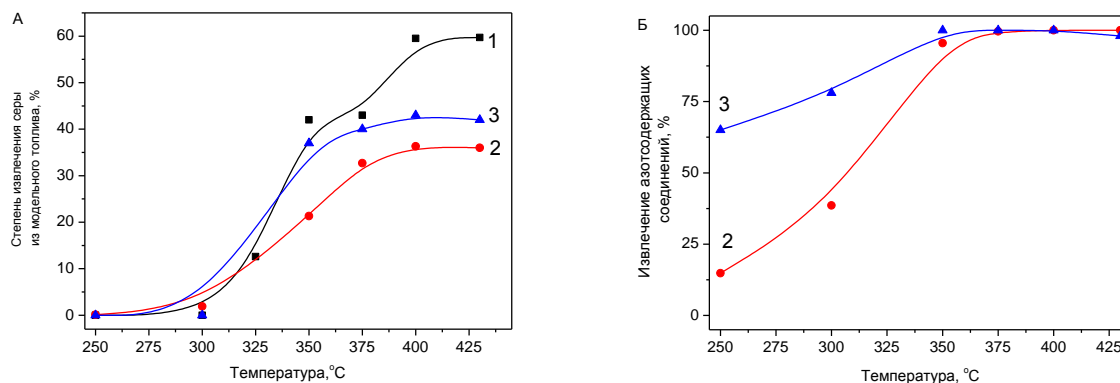 А
Степень извлечения серы
из модельного топлива, %
60
50
40
30
20
10
0
1
3
2
250 275 300 325 350 375 400 425
Температура,°C
Б
Извлечение азотсодержащих
соединений, %
100
75
50
25
0
3
2
250 275 300 325 350 375 400 425
Температура, °C